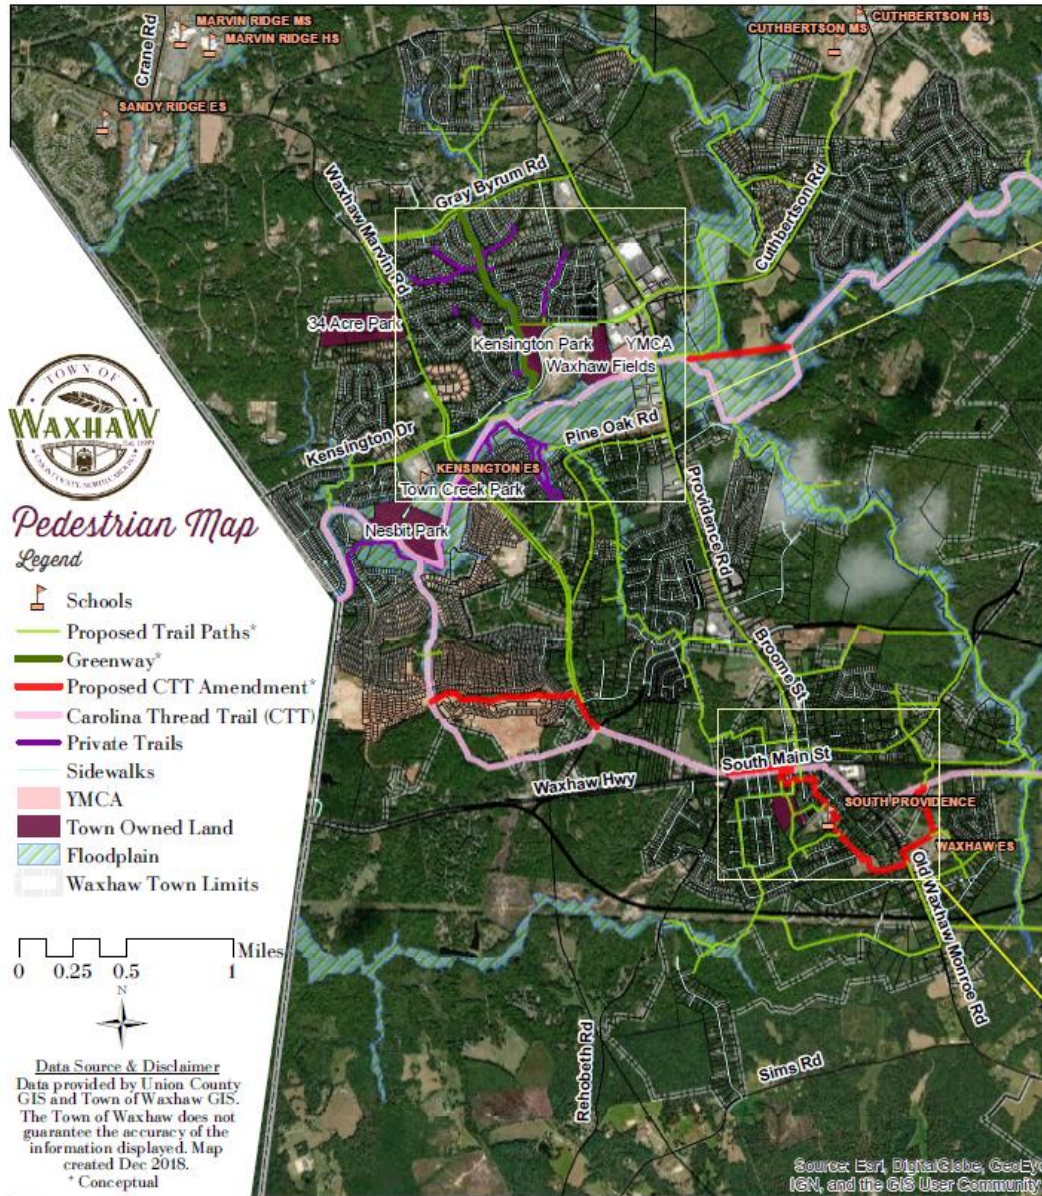 MARVIN RIDGE MS
MARVIN RIDGE HS
Crane Rd
SANDY RIDGE ES
CUTHBERTSON HS
CUTHBERTSON MS
Gray Byrum Rd
Waxhaw Marvin Rd
Cuthbertson Rd
34 Acre Park
Kensington Park
YMCA
Waxhaw Fields
Kensington Dr
Pine Oak Rd
KENSINGTON ES
Town Creek Park
Nesbit Park
Providence Rd
Broome St
South Main St
Waxhaw Hwy
SOUTH PROVIDENCE
WAXHAW ES
Old Waxhaw Monroe Rd
Rehobeth Rd
Sims Rd
TOWN OF
WAXHAW
UNION COUNTY, NORTH CAROLINA
Pedestrian Map
Legend
Schools
Proposed Trail Paths*
Greenway*
Proposed CTT Amendment*
Carolina Thread Trail (CTT)
Private Trails
Sidewalks
YMCA
Town Owned Land
Floodplain
Waxhaw Town Limits
Miles
0 0.25 0.5 1
N
Data Source & Disclaimer
Data provided by Union County
GIS and Town of Waxhaw GIS.
The Town of Waxhaw does not
guarantee the accuracy of the
information displayed. Map
created Dec 2018.
* Conceptual
Source: Esri, DigitalGlobe, GeoEye
IGN, and the GIS User Community